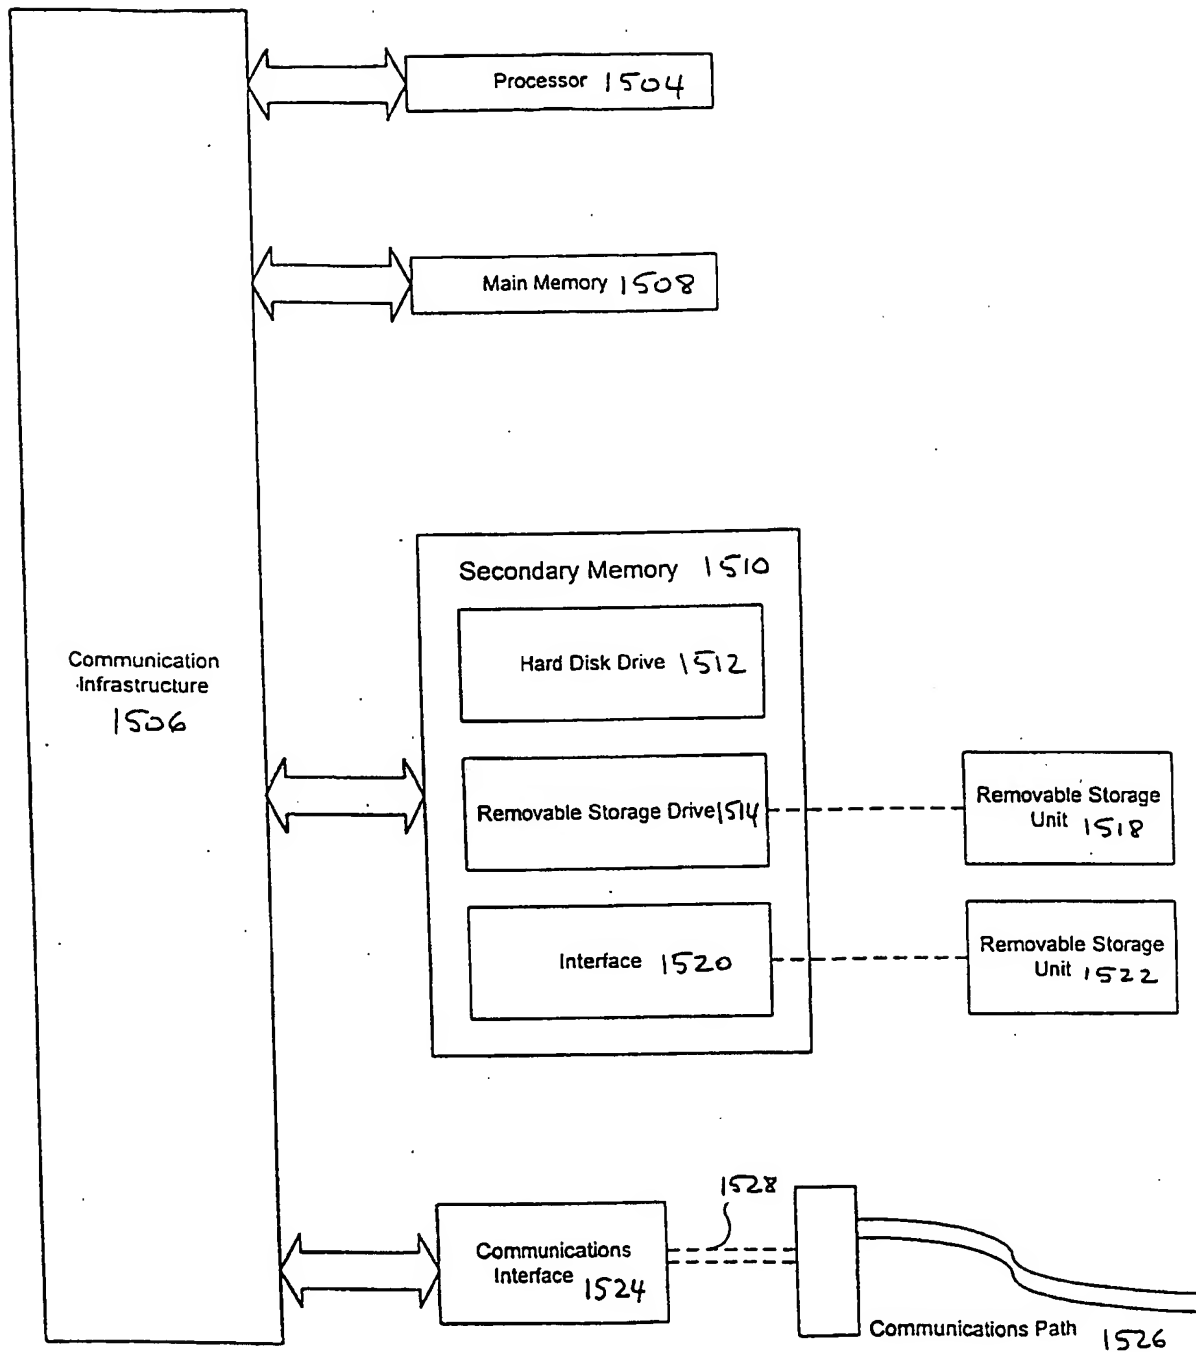 Processor 1504
Main Memory 1508
Secondary Memory 1510
Hard Disk Drive 1512
Communication
Infrastructure
1506
Removable Storage Drive 1514
Removable Storage
Unit 1518
Interface 1520
Removable Storage
Unit 1522
1528
Communications
Interface 1524
Communications Path 1526